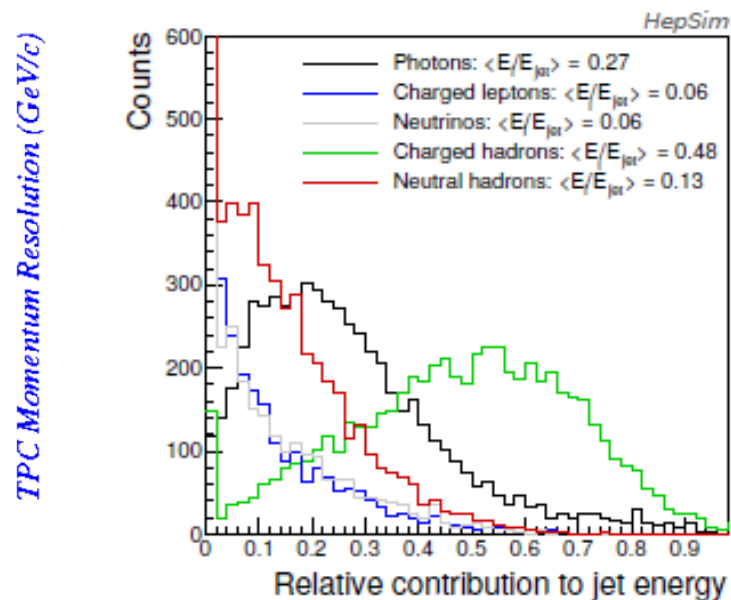 HepSim
TPC Momentum Resolution (GeV/c)
Counts
600
500
400
300
200
100
0
Photons: <E/E_jet> = 0.27
Charged leptons: <E/E_jet> = 0.06
Neutrinos: <E/E_jet> = 0.06
Charged hadrons: <E/E_jet> = 0.48
Neutral hadrons: <E/E_jet> = 0.13
0 0.1 0.2 0.3 0.4 0.5 0.6 0.7 0.8 0.9
Relative contribution to jet energy